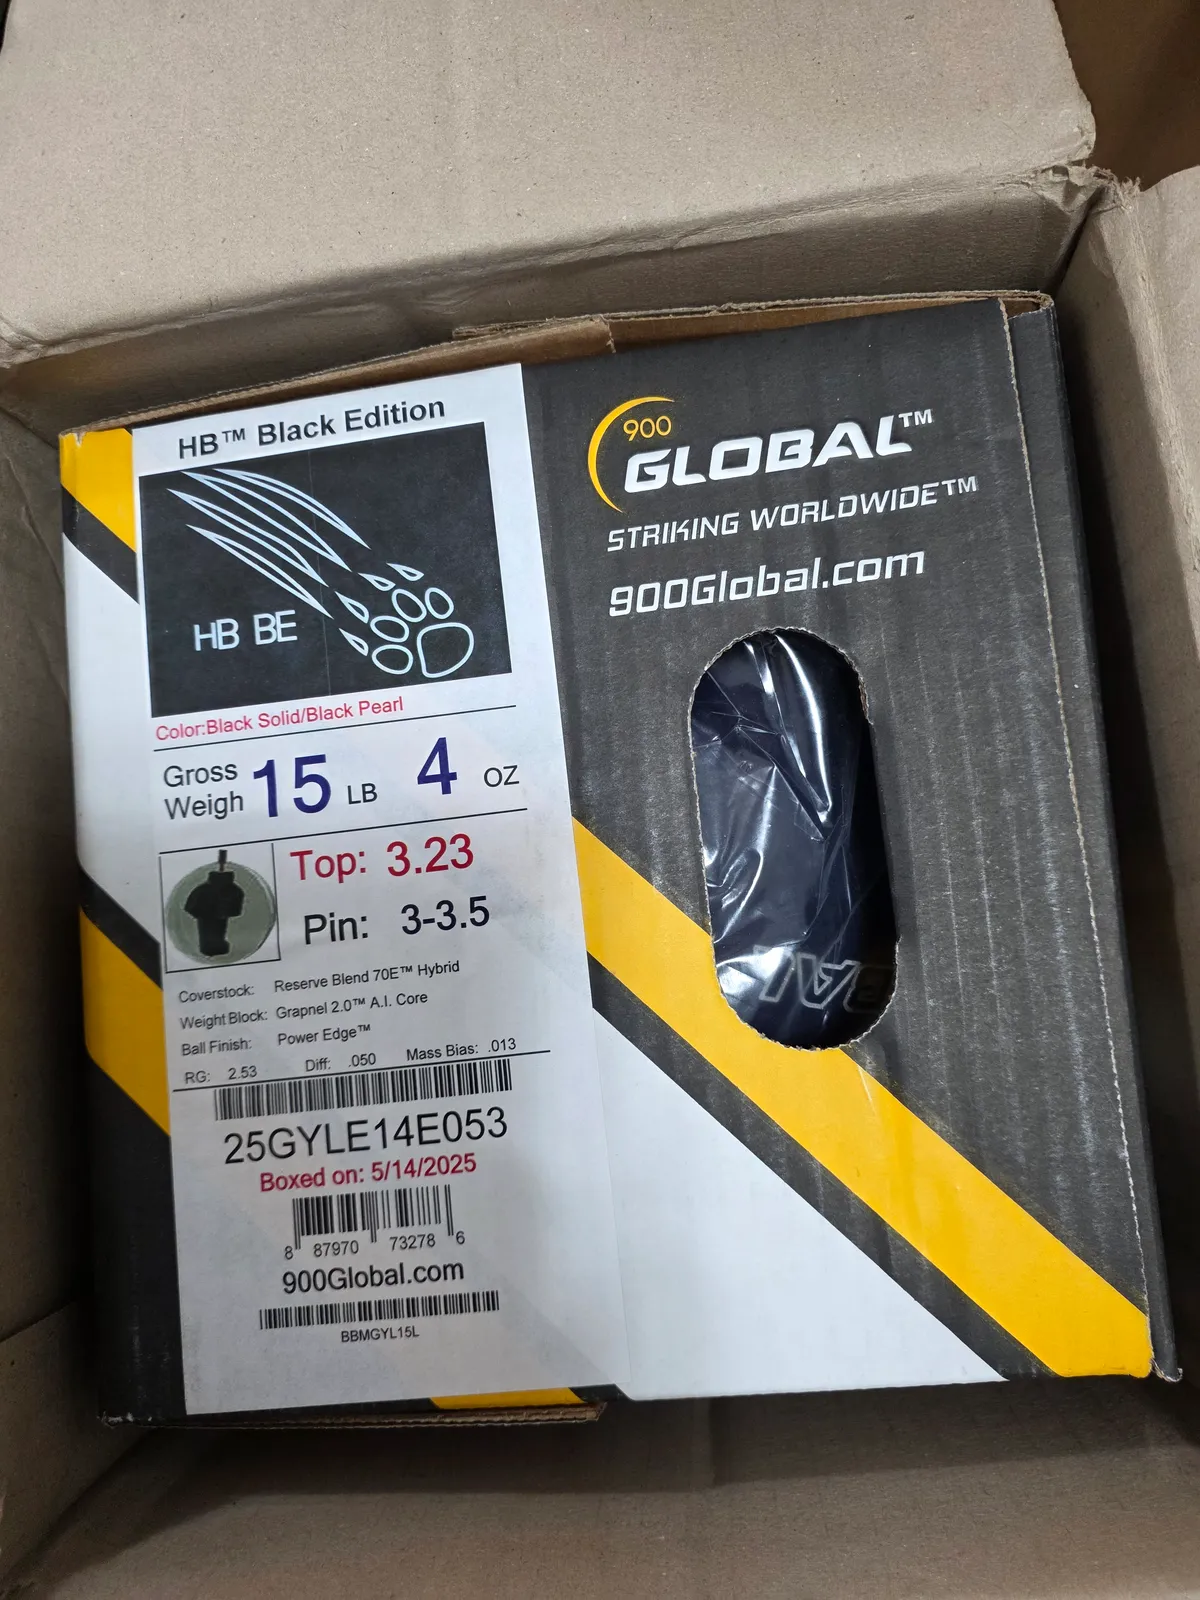 HB™ Black Edition
HB BE
Color:Black Solid/Black Pearl
Gross
Weigh 15 LB 4 OZ
Top: 3.23
Pin: 3-3.5
Coverstock: Reserve Blend 70E™ Hybrid
Weight Block: Grapnel 2.0™ A.I. Core
Ball Finish: Power Edge™
RG: 2.53 Diff: .050 Mass Bias: .013
25GYLE14E053
Boxed on: 5/14/2025
8 87970 73278 6
900Global.com
BBMGYL15L
900
GLOBAL™
STRIKING WORLDWIDE™
900Global.com